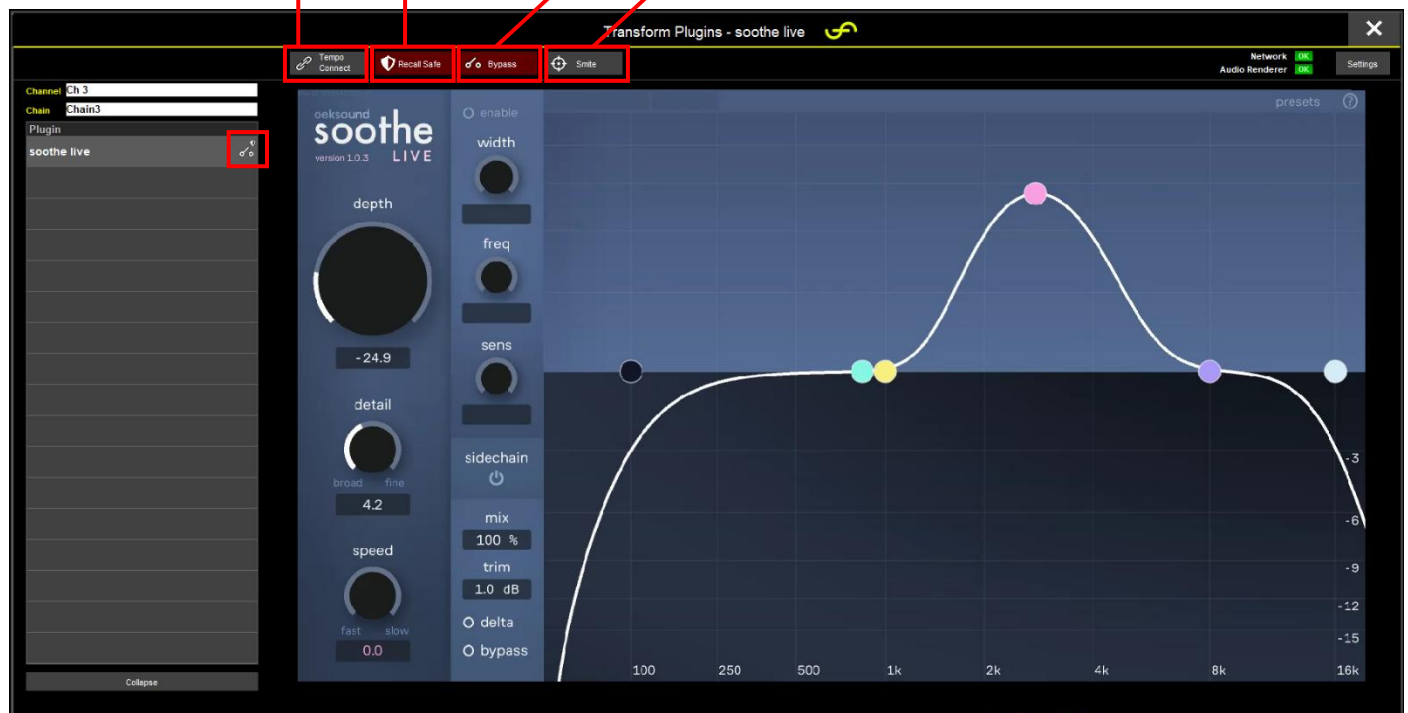 Transform Plugins - soothe live
Tempo
Connect
Recall Safe
Bypass
Smite
Network OK
Audio Renderer OK
Settings
Channel Ch 3
Chain Chain3
Plugin
soothe live
Collapse
oeksound
soothe
version 1.0.3 LIVE
depth
-24.9
detail
broad fine
4.2
speed
fast slow
0.0
enable
width
freq
sens
sidechain
mix
100 %
trim
1.0 dB
delta
bypass
presets ?
-3
-6
-9
-12
-15
100 250 500 1k 2k 4k 8k 16k